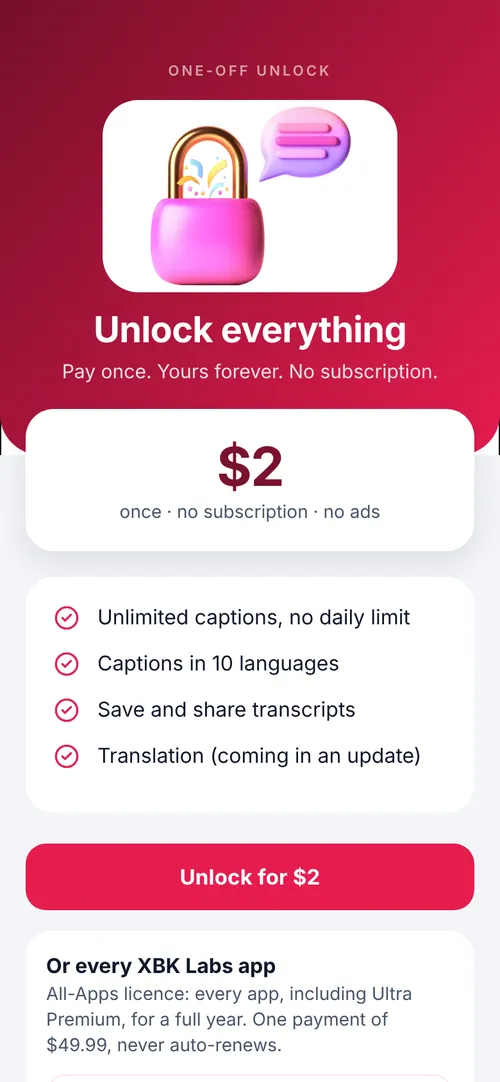 ONE-OFF UNLOCK
Unlock everything
Pay once. Yours forever. No subscription.
$2
once · no subscription · no ads
Unlimited captions, no daily limit
Captions in 10 languages
Save and share transcripts
Translation (coming in an update)
Unlock for $2
Or every XBK Labs app
All-Apps licence: every app, including Ultra
Premium, for a full year. One payment of
$49.99, never auto-renews.